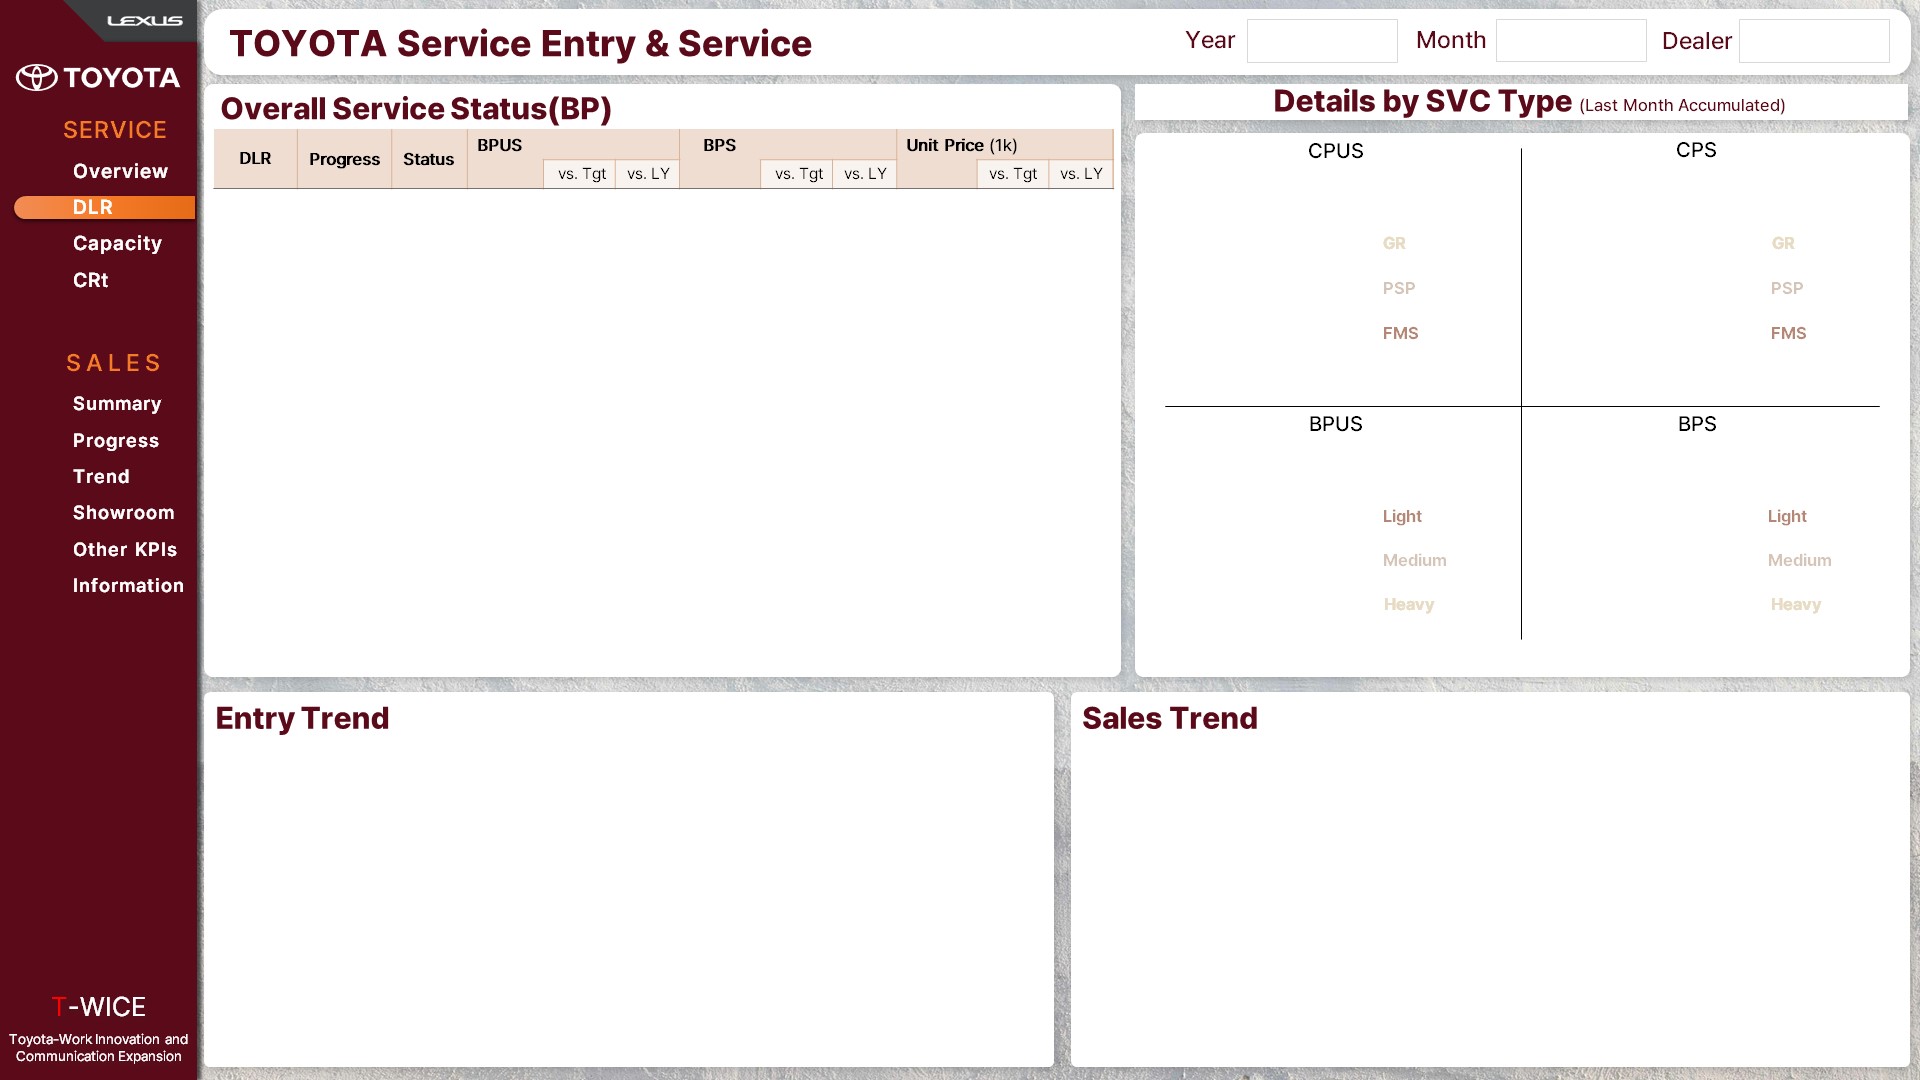 LEXUS
TOYOTA
SERVICE
Overview
DLR
Capacity
CRt
SALES
Summary
Progress
Trend
Showroom
Other KPIs
Information
T-WICE
Toyota-Work Innovation and
Communication Expansion
TOYOTA Service Entry & Service
Year
Month
Dealer
Overall Service Status(BP)
DLR Progress Status BPUS BPS Unit Price (1k)
vs. Tgt vs. LY vs. Tgt vs. LY vs. Tgt vs. LY
Details by SVC Type (Last Month Accumulated)
CPUS
GR
PSP
FMS
CPS
GR
PSP
FMS
BPUS
Light
Medium
Heavy
BPS
Light
Medium
Heavy
Entry Trend
Sales Trend